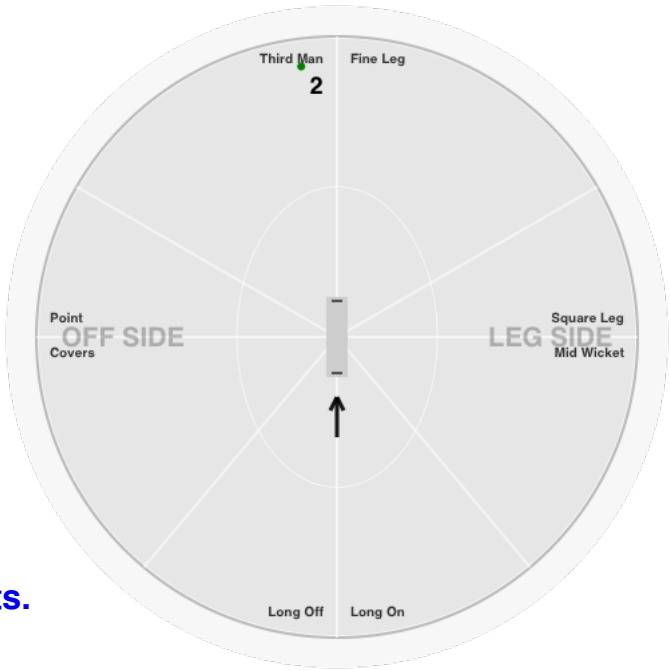 Third Man Fine Leg
2
Point Square Leg
OFF SIDE LEG SIDE
Covers Mid Wicket
ts.
Long Off Long On